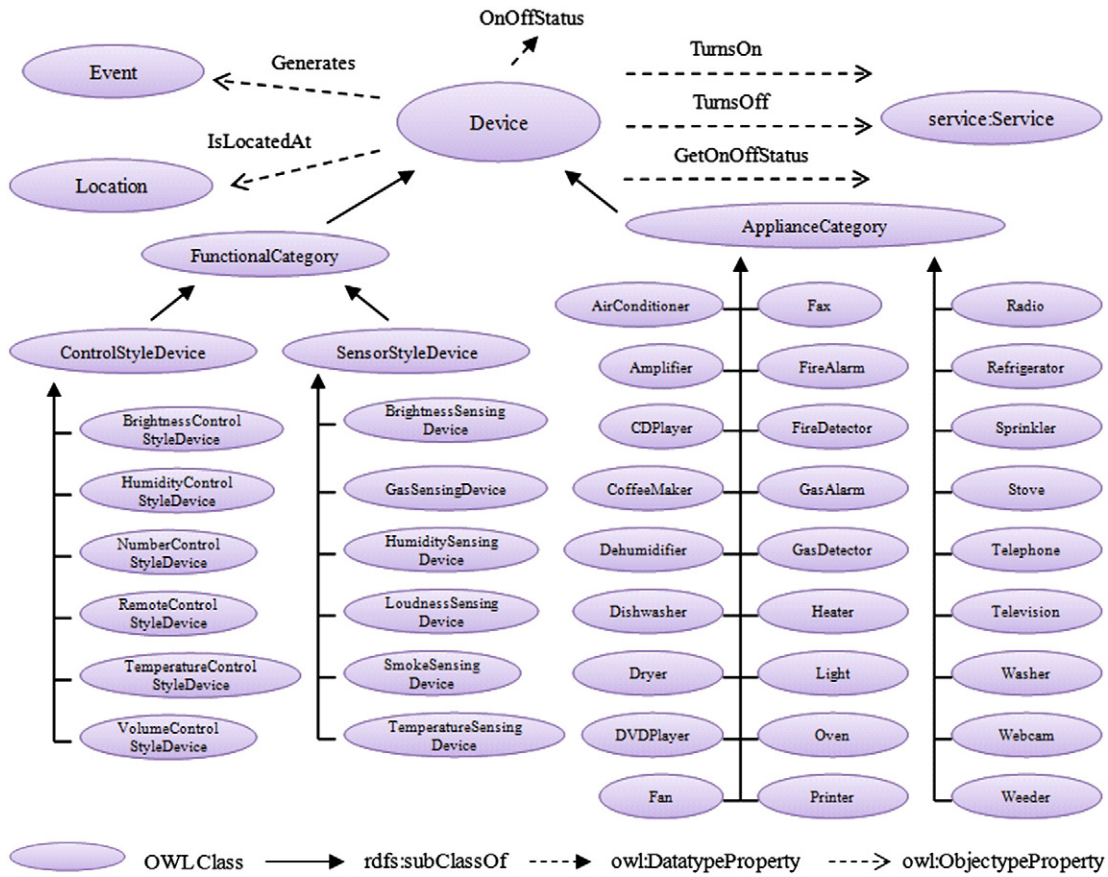 OnOffStatus
Event
Generates
TurnsOn
Device
TurnsOff
service:Service
IsLocatedAt
GetOnOffStatus
Location
ApplianceCategory
FunctionalCategory
ControlStyleDevice
SensorStyleDevice
BrightnessControl
StyleDevice
HumidityControl
StyleDevice
NumberControl
StyleDevice
RemoteControl
StyleDevice
TemperatureControl
StyleDevice
VolumeControl
StyleDevice
BrightnessSensing
Device
GasSensingDevice
HumiditySensing
Device
LoudnessSensing
Device
SmokeSensing
Device
TemperatureSensing
Device
AirConditioner
Amplifier
CDPlayer
CoffeeMaker
Dehumidifier
Dishwasher
Dryer
DVDPlayer
Fan
Fax
FireAlarm
FireDetector
GasAlarm
GasDetector
Heater
Light
Oven
Printer
Radio
Refrigerator
Sprinkler
Stove
Telephone
Television
Washer
Webcam
Weeder
OWLClass
rdfs:subClassOf
owl:DatatypeProperty
owl:ObjectypeProperty